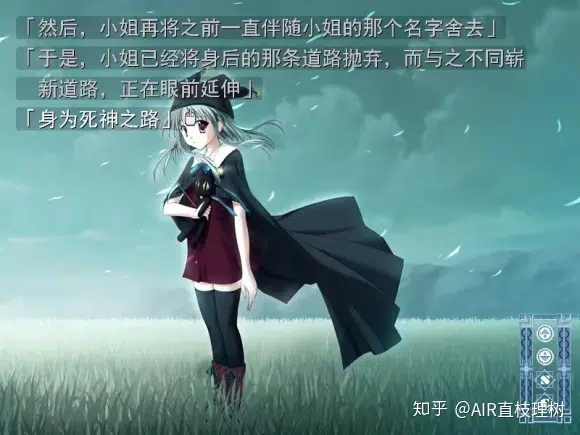 「然后，小姐再将之前一直伴随小姐的那个名字舍去」
「于是，小姐已经将身后的那条道路抛弃，而与之不同崭
新道路，正在眼前延伸」
「身为死神之路」
知乎 @AIR直枝理树